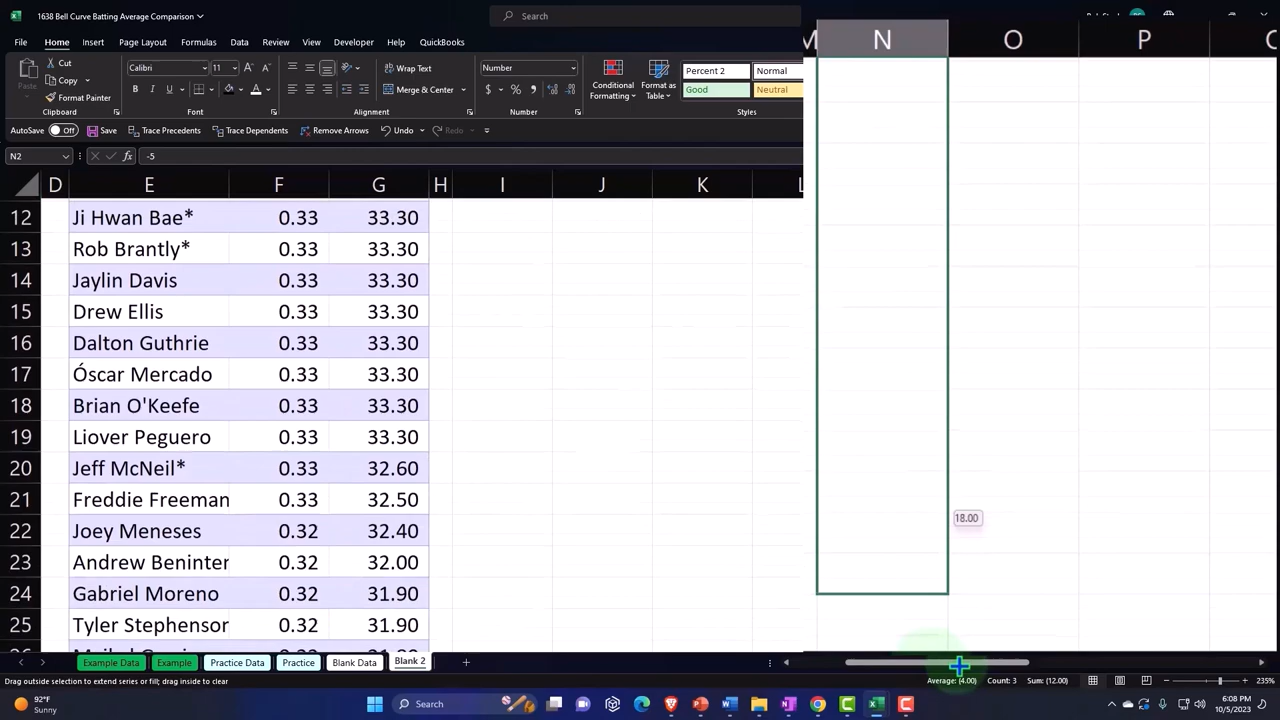 1638 Bell Curve Batting Average Comparison
Search
File Home Insert Page Layout Formulas Data Review View Developer Help QuickBooks
Cut
Copy
Format Painter
Clipboard
Calibri 11
B I U
Font
Wrap Text
Merge & Center
Alignment
Number
$ % ,
Number
Conditional Formatting
Format as Table
Percent 2 Normal
Good Neutral
Styles
AutoSave Off Save Trace Precedents Trace Dependents Remove Arrows Undo Redo
N2 fx -5
D E F G H I J K L M N O P
12 Ji Hwan Bae* 0.33 33.30
13 Rob Brantly* 0.33 33.30
14 Jaylin Davis 0.33 33.30
15 Drew Ellis 0.33 33.30
16 Dalton Guthrie 0.33 33.30
17 Óscar Mercado 0.33 33.30
18 Brian O'Keefe 0.33 33.30
19 Liover Peguero 0.33 33.30
20 Jeff McNeil* 0.33 32.60
21 Freddie Freeman 0.33 32.50
18.00
22 Joey Meneses 0.32 32.40
23 Andrew Beninter 0.32 32.00
24 Gabriel Moreno 0.32 31.90
25 Tyler Stephensor 0.32 31.90
Example Data Example Practice Data Practice Blank Data Blank 2
Drag outside selection to extend series or fill; drag inside to clear
Average: (4.00) Count: 3 Sum: (12.00) 235%
92°F
Sunny
Search
6:08 PM
10/5/2023